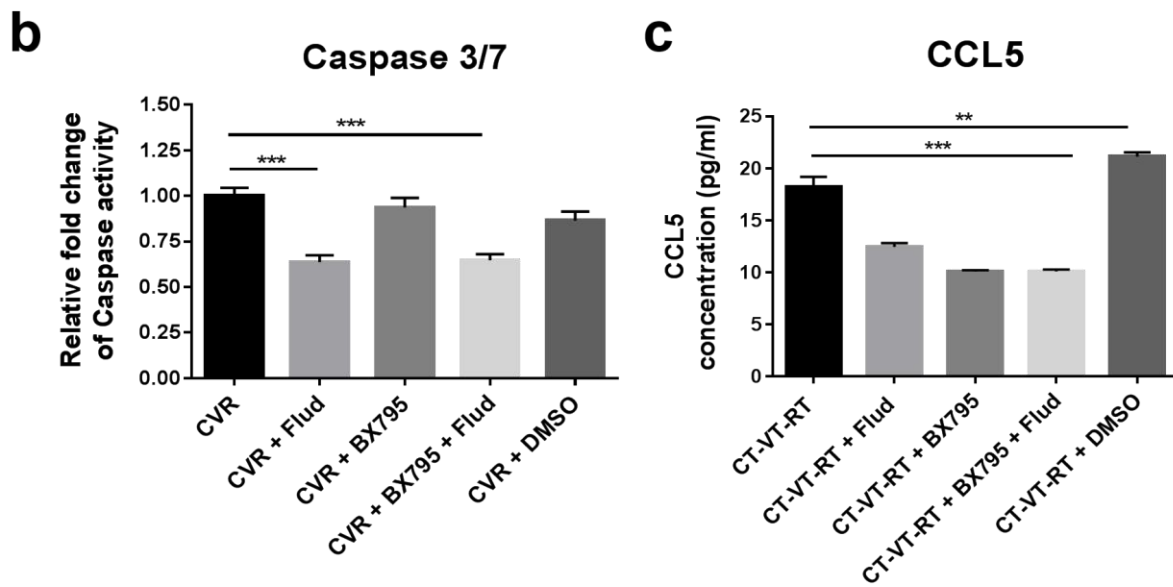 b
Caspase 3/7
Relative fold change
of Caspase activity
1.50
1.25
1.00
0.75
0.50
0.25
0.00
***
***
CVR
CVR + Flud
CVR + BX795
CVR + BX795 + Flud
CVR + DMSO
c
CCL5
CCL5
concentration (pg/ml)
25
20
15
10
5
0
**
***
CT-VT-RT
CT-VT-RT + Flud
CT-VT-RT + BX795
CT-VT-RT + BX795 + Flud
CT-VT-RT + DMSO